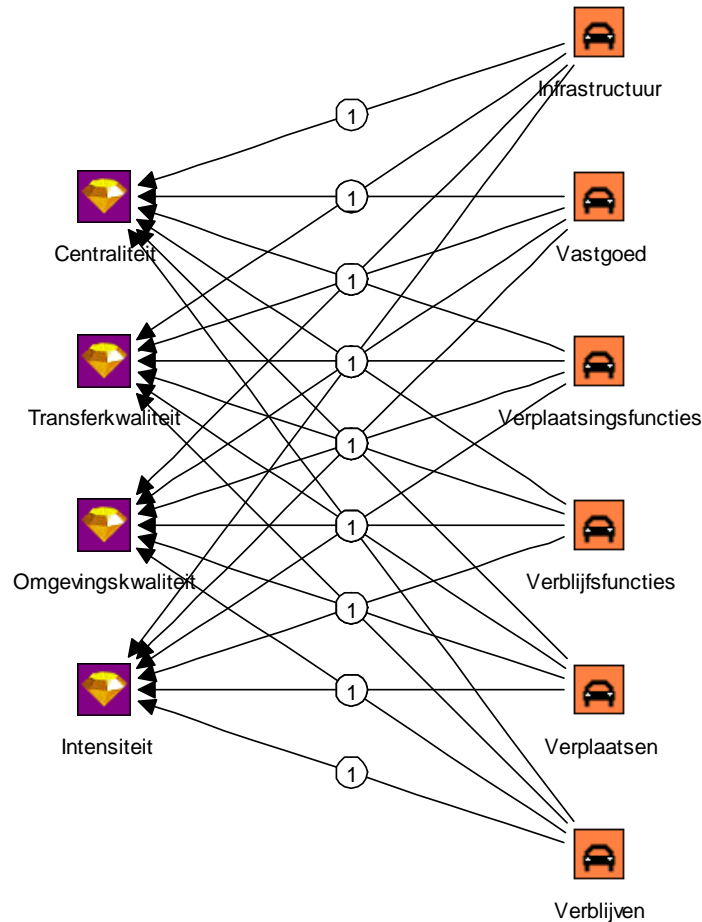 Infrastructuur
1
Centraliteit
1
Vastgoed
1
Transferkwaliteit
1
Verplaatsingsfuncties
1
Omgevingskwaliteit
1
Verblijfsfuncties
1
Intensiteit
1
Verplaatsen
1
Verblijven